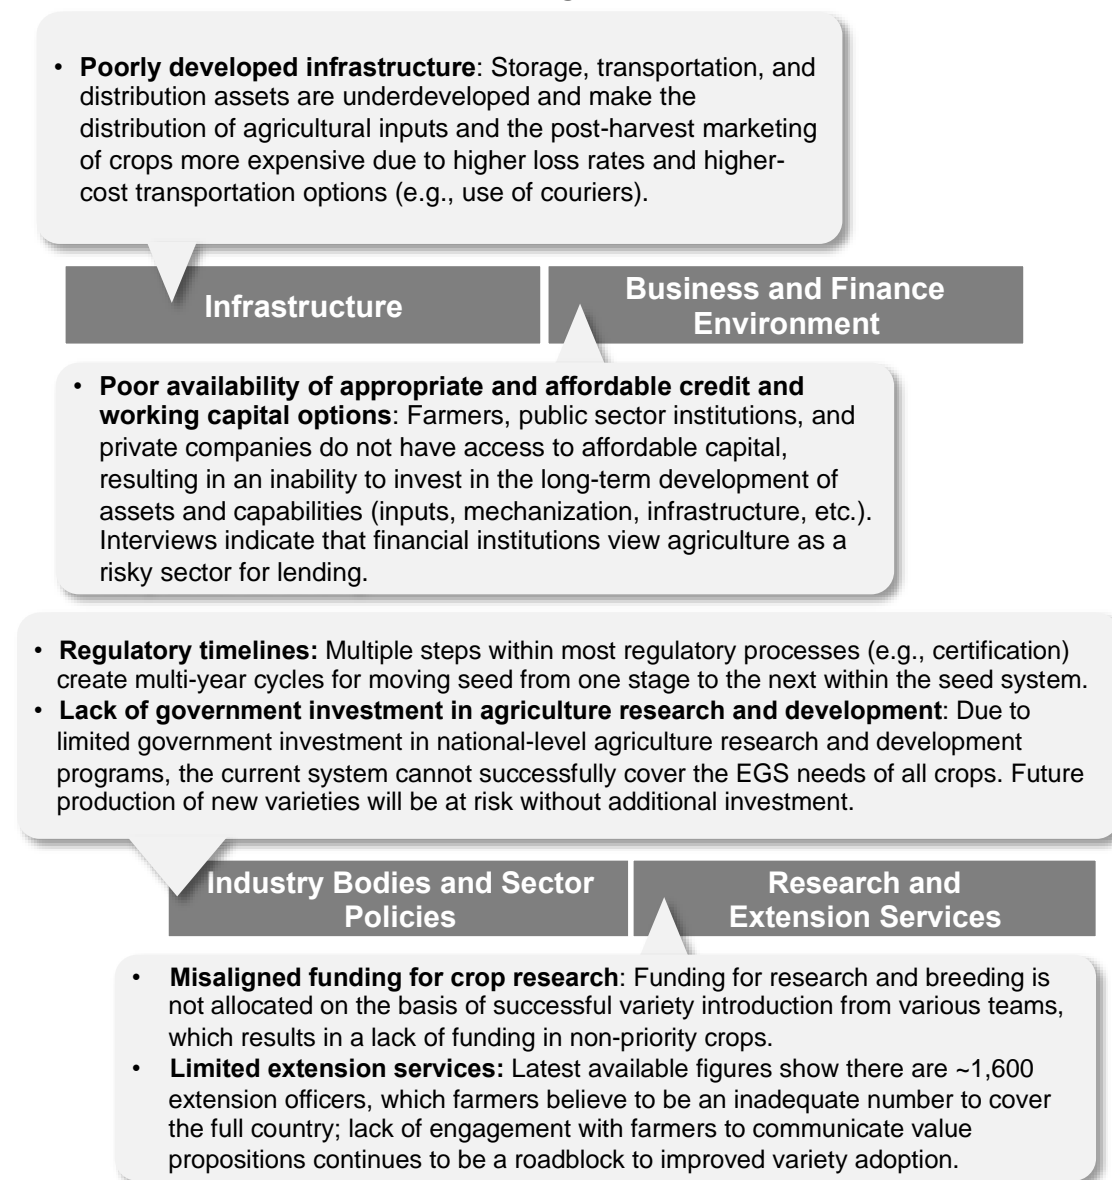 • Poorly developed infrastructure: Storage, transportation, and
distribution assets are underdeveloped and make the
distribution of agricultural inputs and the post-harvest marketing
of crops more expensive due to higher loss rates and higher-
cost transportation options (e.g., use of couriers).
Infrastructure
Business and Finance
Environment
• Poor availability of appropriate and affordable credit and
working capital options: Farmers, public sector institutions, and
private companies do not have access to affordable capital,
resulting in an inability to invest in the long-term development of
assets and capabilities (inputs, mechanization, infrastructure, etc.).
Interviews indicate that financial institutions view agriculture as a
risky sector for lending.
• Regulatory timelines: Multiple steps within most regulatory processes (e.g., certification)
create multi-year cycles for moving seed from one stage to the next within the seed system.
• Lack of government investment in agriculture research and development: Due to
limited government investment in national-level agriculture research and development
programs, the current system cannot successfully cover the EGS needs of all crops. Future
production of new varieties will be at risk without additional investment.
Industry Bodies and Sector
Policies
Research and
Extension Services
• Misaligned funding for crop research: Funding for research and breeding is
not allocated on the basis of successful variety introduction from various teams,
which results in a lack of funding in non-priority crops.
• Limited extension services: Latest available figures show there are ~1,600
extension officers, which farmers believe to be an inadequate number to cover
the full country; lack of engagement with farmers to communicate value
propositions continues to be a roadblock to improved variety adoption.